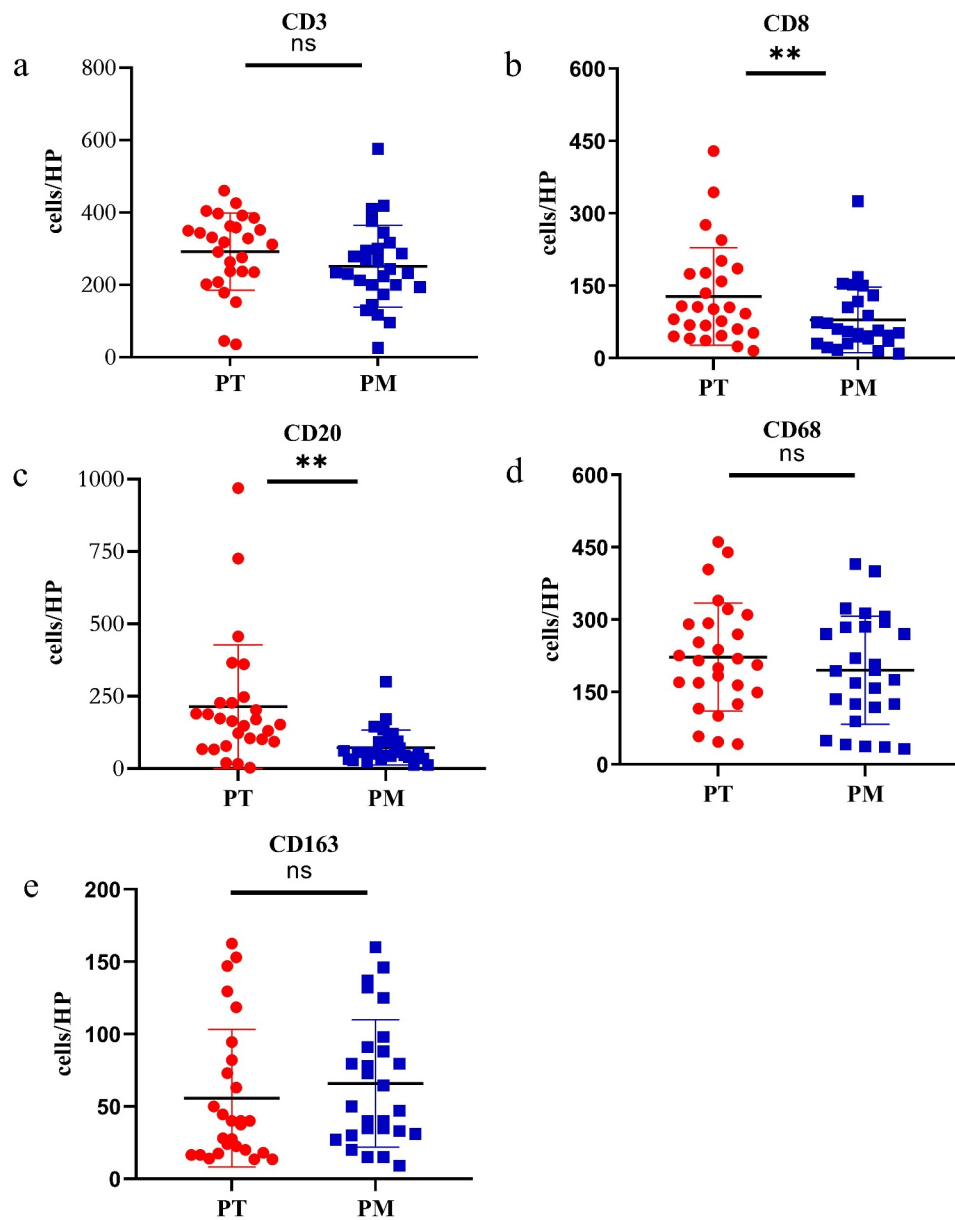 CD3
ns
a
800
600
400
200
0
cells/HP
PT
PM
CD8
**
b
600
450
300
150
0
cells/HP
PT
PM
CD20
**
c
1000
750
500
250
0
cells/HP
PT
PM
CD68
ns
d
600
450
300
150
0
cells/HP
PT
PM
CD163
ns
e
200
150
100
50
0
cells/HP
PT
PM